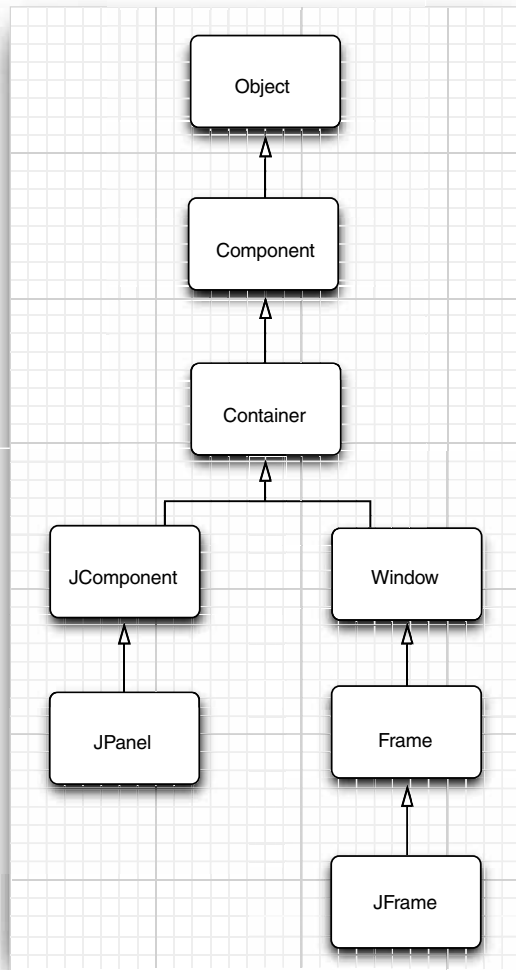 Object
Component
Container
JComponent
Window
JPanel
Frame
JFrame